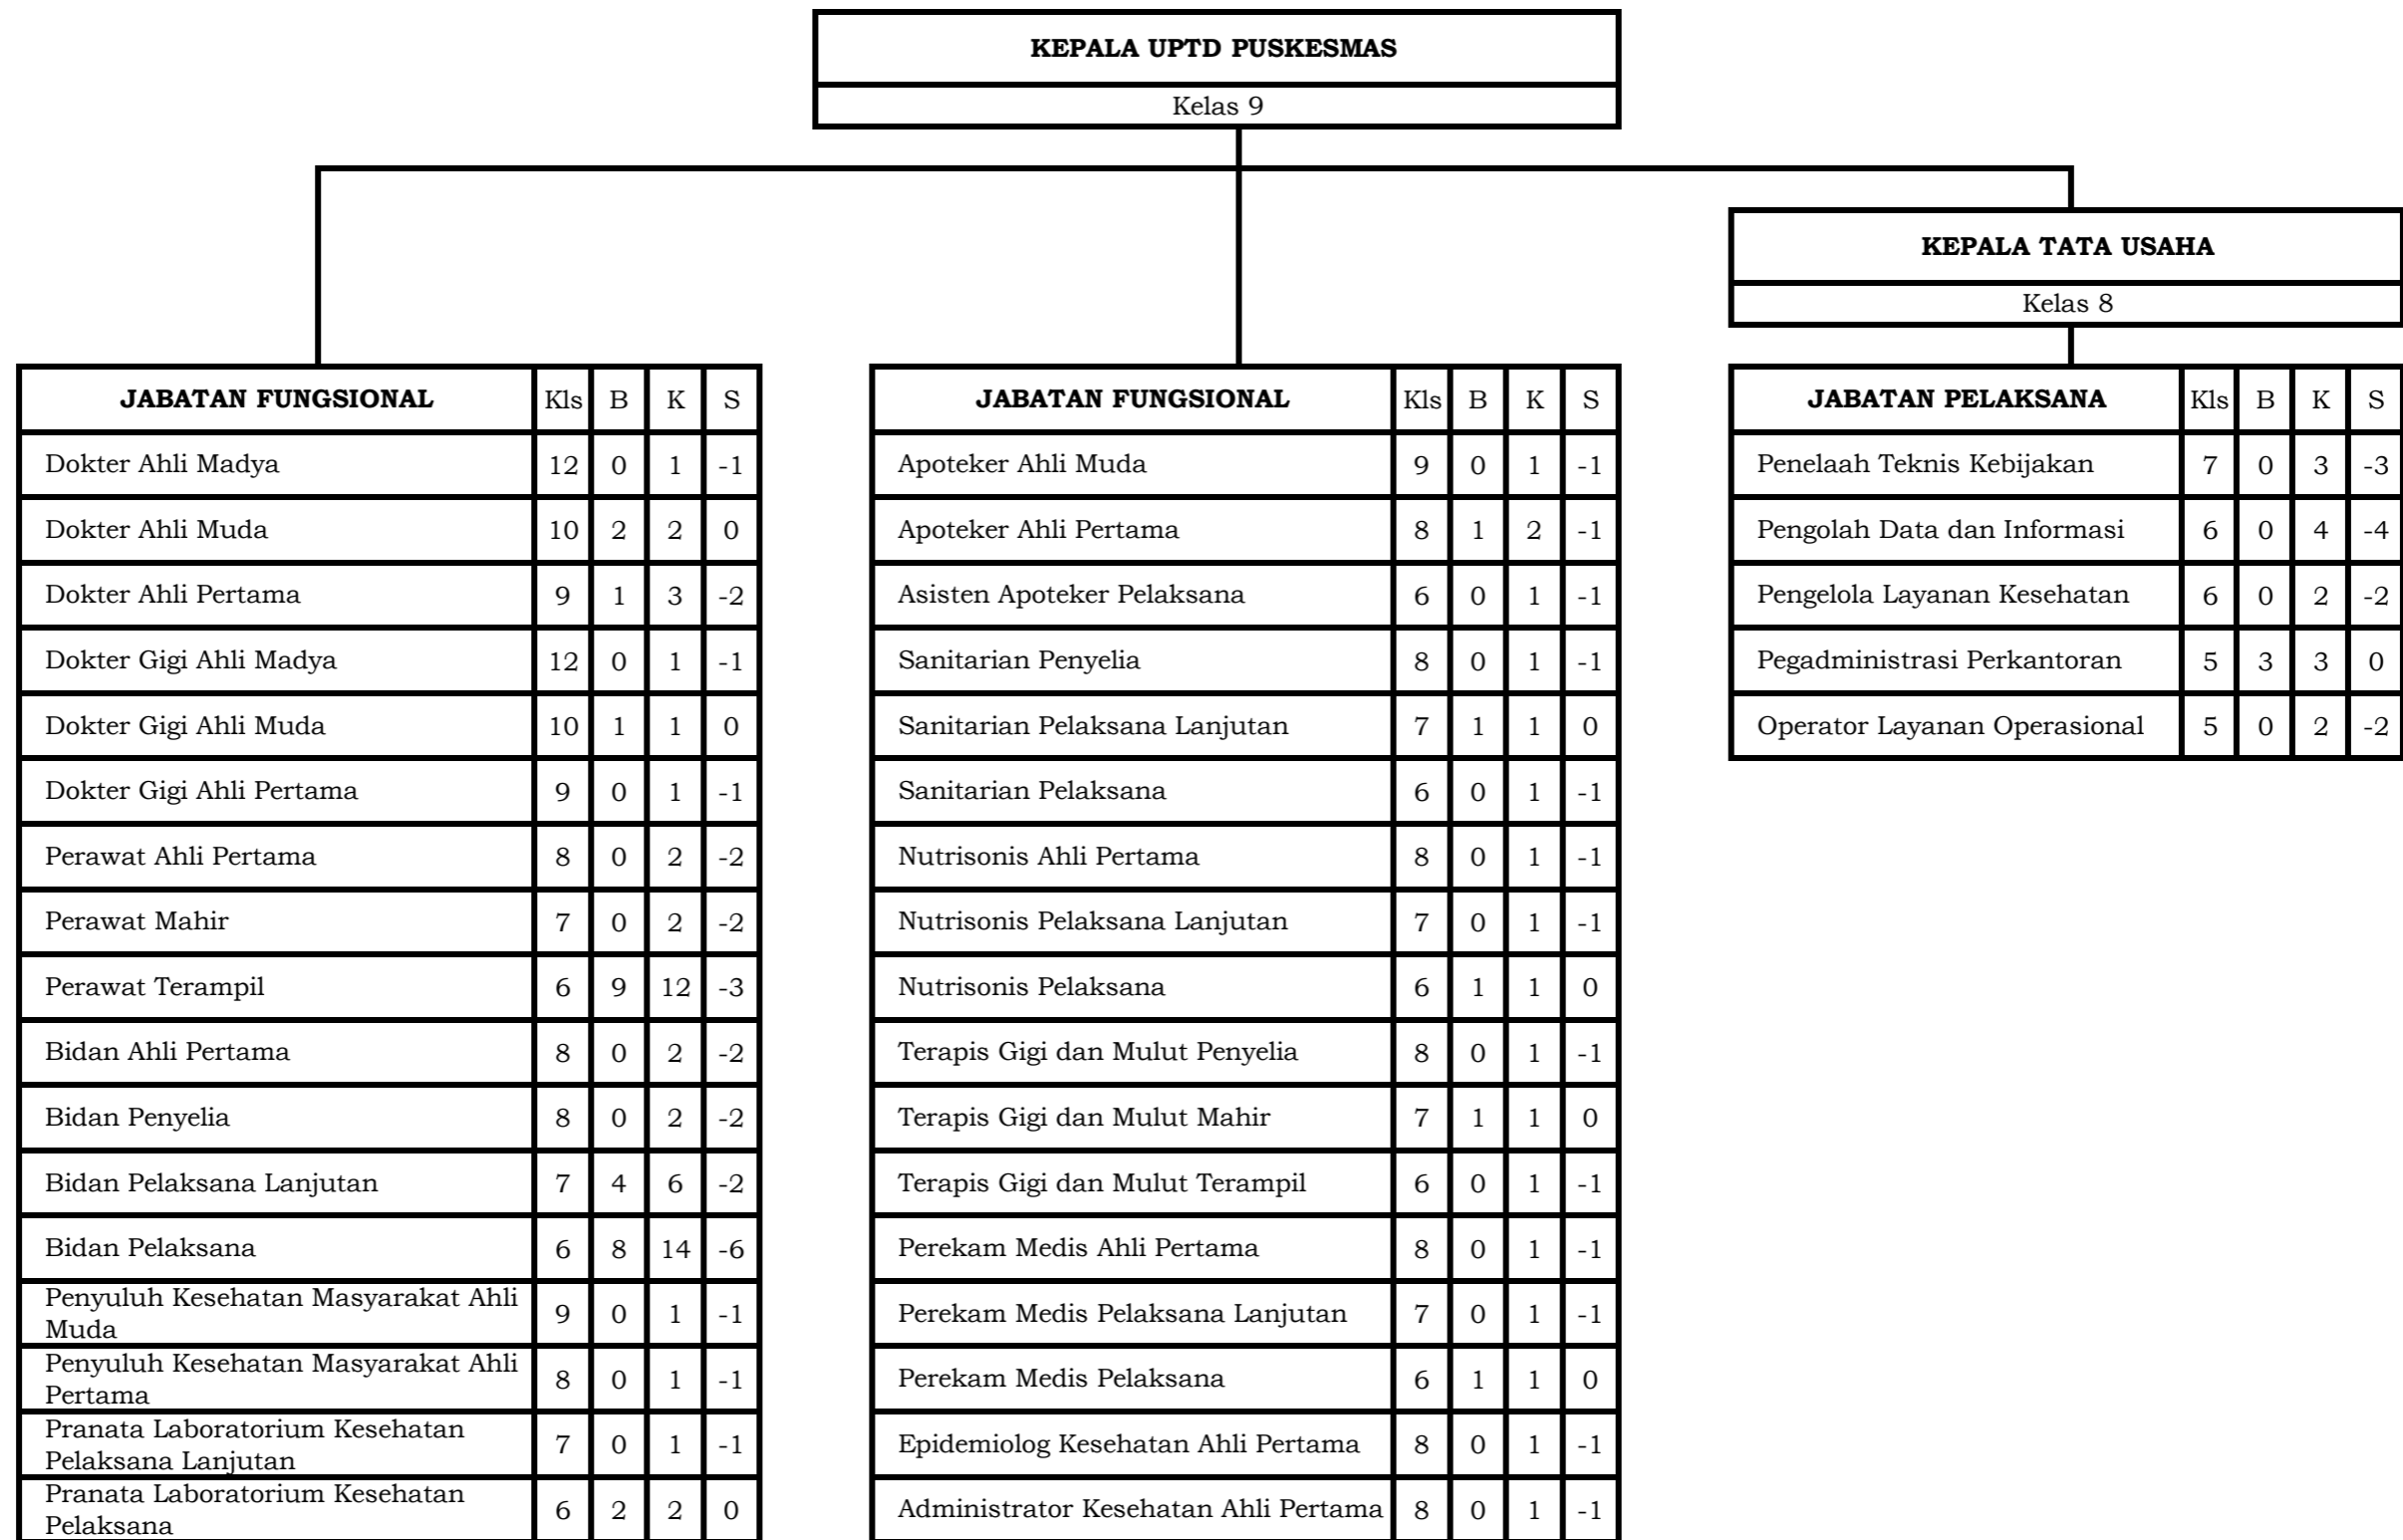 KEPALA UPTD PUSKESMAS
Kelas 9
KEPALA TATA USAHA
Kelas 8
JABATAN FUNGSIONAL Kls B K S
Dokter Ahli Madya 12 0 1 -1
Dokter Ahli Muda 10 2 2 0
Dokter Ahli Pertama 9 1 3 -2
Dokter Gigi Ahli Madya 12 0 1 -1
Dokter Gigi Ahli Muda 10 1 1 0
Dokter Gigi Ahli Pertama 9 0 1 -1
Perawat Ahli Pertama 8 0 2 -2
Perawat Mahir 7 0 2 -2
Perawat Terampil 6 9 12 -3
Bidan Ahli Pertama 8 0 2 -2
Bidan Penyelia 8 0 2 -2
Bidan Pelaksana Lanjutan 7 4 6 -2
Bidan Pelaksana 6 8 14 -6
Penyuluh Kesehatan Masyarakat Ahli
Muda 9 0 1 -1
Penyuluh Kesehatan Masyarakat Ahli
Pertama 8 0 1 -1
Pranata Laboratorium Kesehatan
Pelaksana Lanjutan 7 0 1 -1
Pranata Laboratorium Kesehatan
Pelaksana 6 2 2 0
JABATAN FUNGSIONAL Kls B K S
Apoteker Ahli Muda 9 0 1 -1
Apoteker Ahli Pertama 8 1 2 -1
Asisten Apoteker Pelaksana 6 0 1 -1
Sanitarian Penyelia 8 0 1 -1
Sanitarian Pelaksana Lanjutan 7 1 1 0
Sanitarian Pelaksana 6 0 1 -1
Nutrisonis Ahli Pertama 8 0 1 -1
Nutrisonis Pelaksana Lanjutan 7 0 1 -1
Nutrisonis Pelaksana 6 1 1 0
Terapis Gigi dan Mulut Penyelia 8 0 1 -1
Terapis Gigi dan Mulut Mahir 7 1 1 0
Terapis Gigi dan Mulut Terampil 6 0 1 -1
Perekam Medis Ahli Pertama 8 0 1 -1
Perekam Medis Pelaksana Lanjutan 7 0 1 -1
Perekam Medis Pelaksana 6 1 1 0
Epidemiolog Kesehatan Ahli Pertama 8 0 1 -1
Administrator Kesehatan Ahli Pertama 8 0 1 -1
JABATAN PELAKSANA Kls B K S
Penelaah Teknis Kebijakan 7 0 3 -3
Pengolah Data dan Informasi 6 0 4 -4
Pengelola Layanan Kesehatan 6 0 2 -2
Pegadministrasi Perkantoran 5 3 3 0
Operator Layanan Operasional 5 0 2 -2